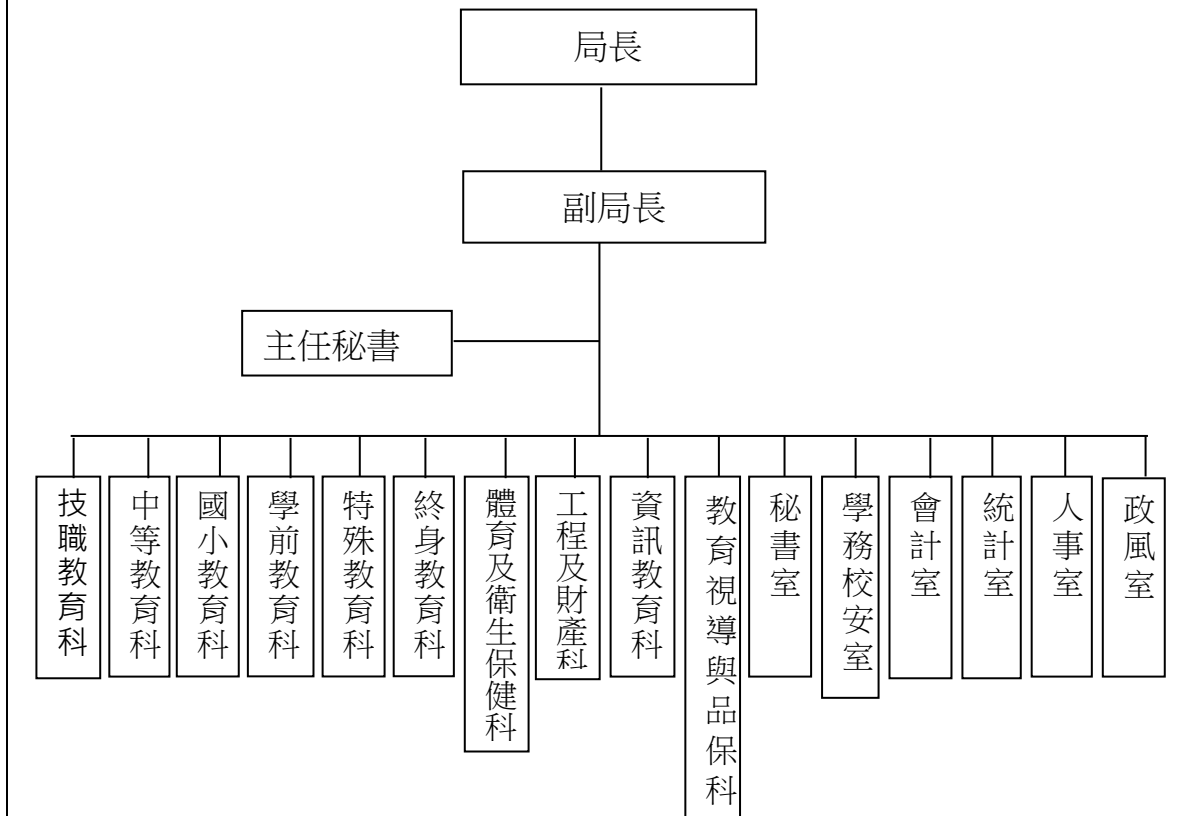 局長
副局長
主任秘書
技職教育科
中等教育科
國小教育科
學前教育科
特殊教育科
終身教育科
體育及衛生保健科
工程及財產科
資訊教育科
教育視導與品保科
秘書室
學務校安室
會計室
統計室
人事室
政風室